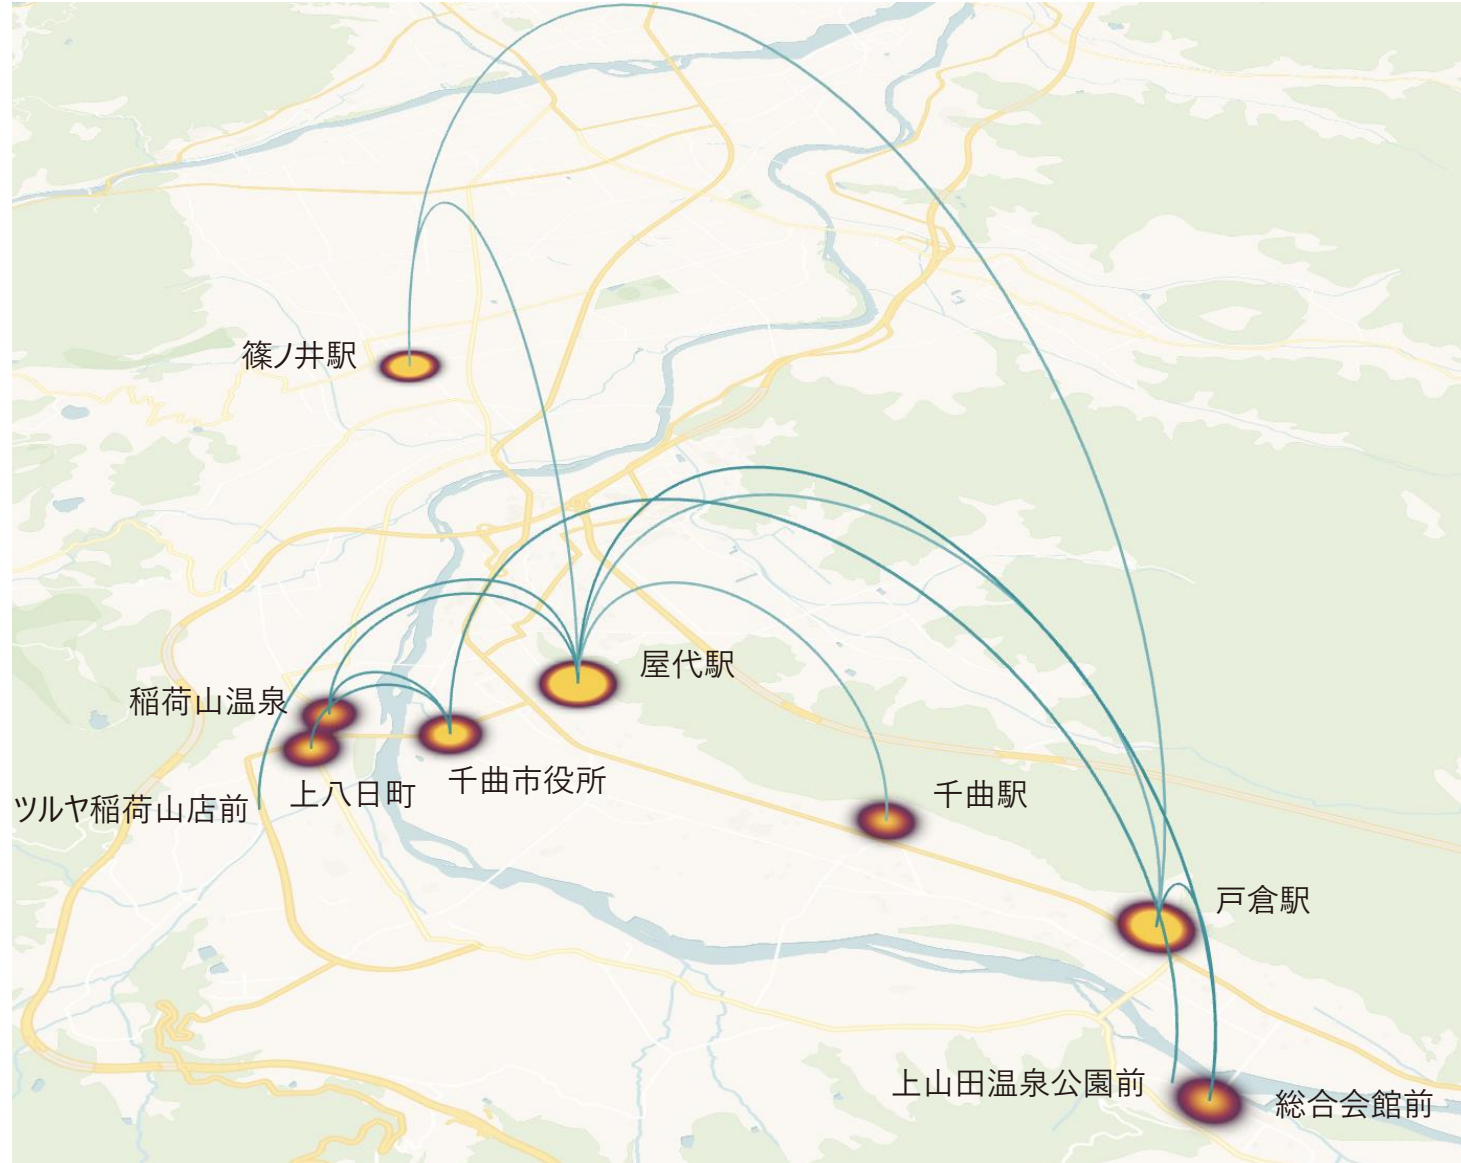 篠ノ井駅
屋代駅
稲荷山温泉
千曲市役所
上八日町
ツルヤ稲荷山店前
千曲駅
戸倉駅
上山田温泉公園前
総合会館前